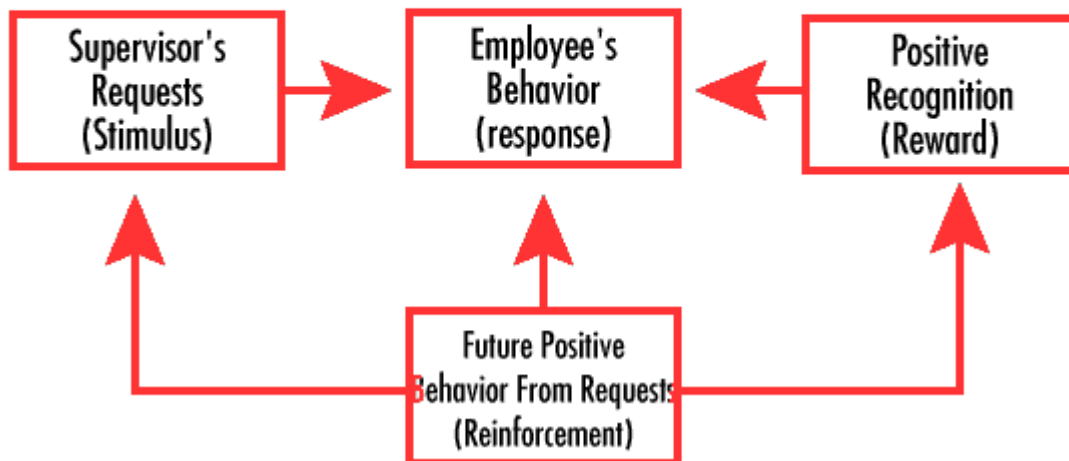 Supervisor's
Requests
(Stimulus)
Employee's
Behavior
(response)
Positive
Recognition
(Reward)
Future Positive
Behavior From Requests
(Reinforcement)